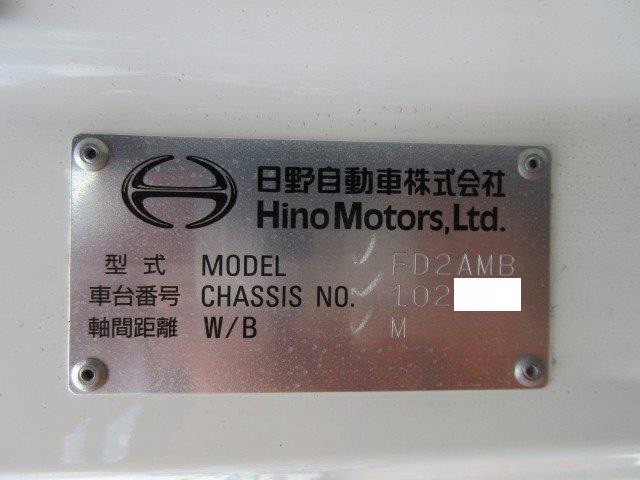 日野自動車株式会社
Hino Motors, Ltd.
型式 MODEL FD2AMB
車台番号 CHASSIS NO. 102
軸間距離 W/B M